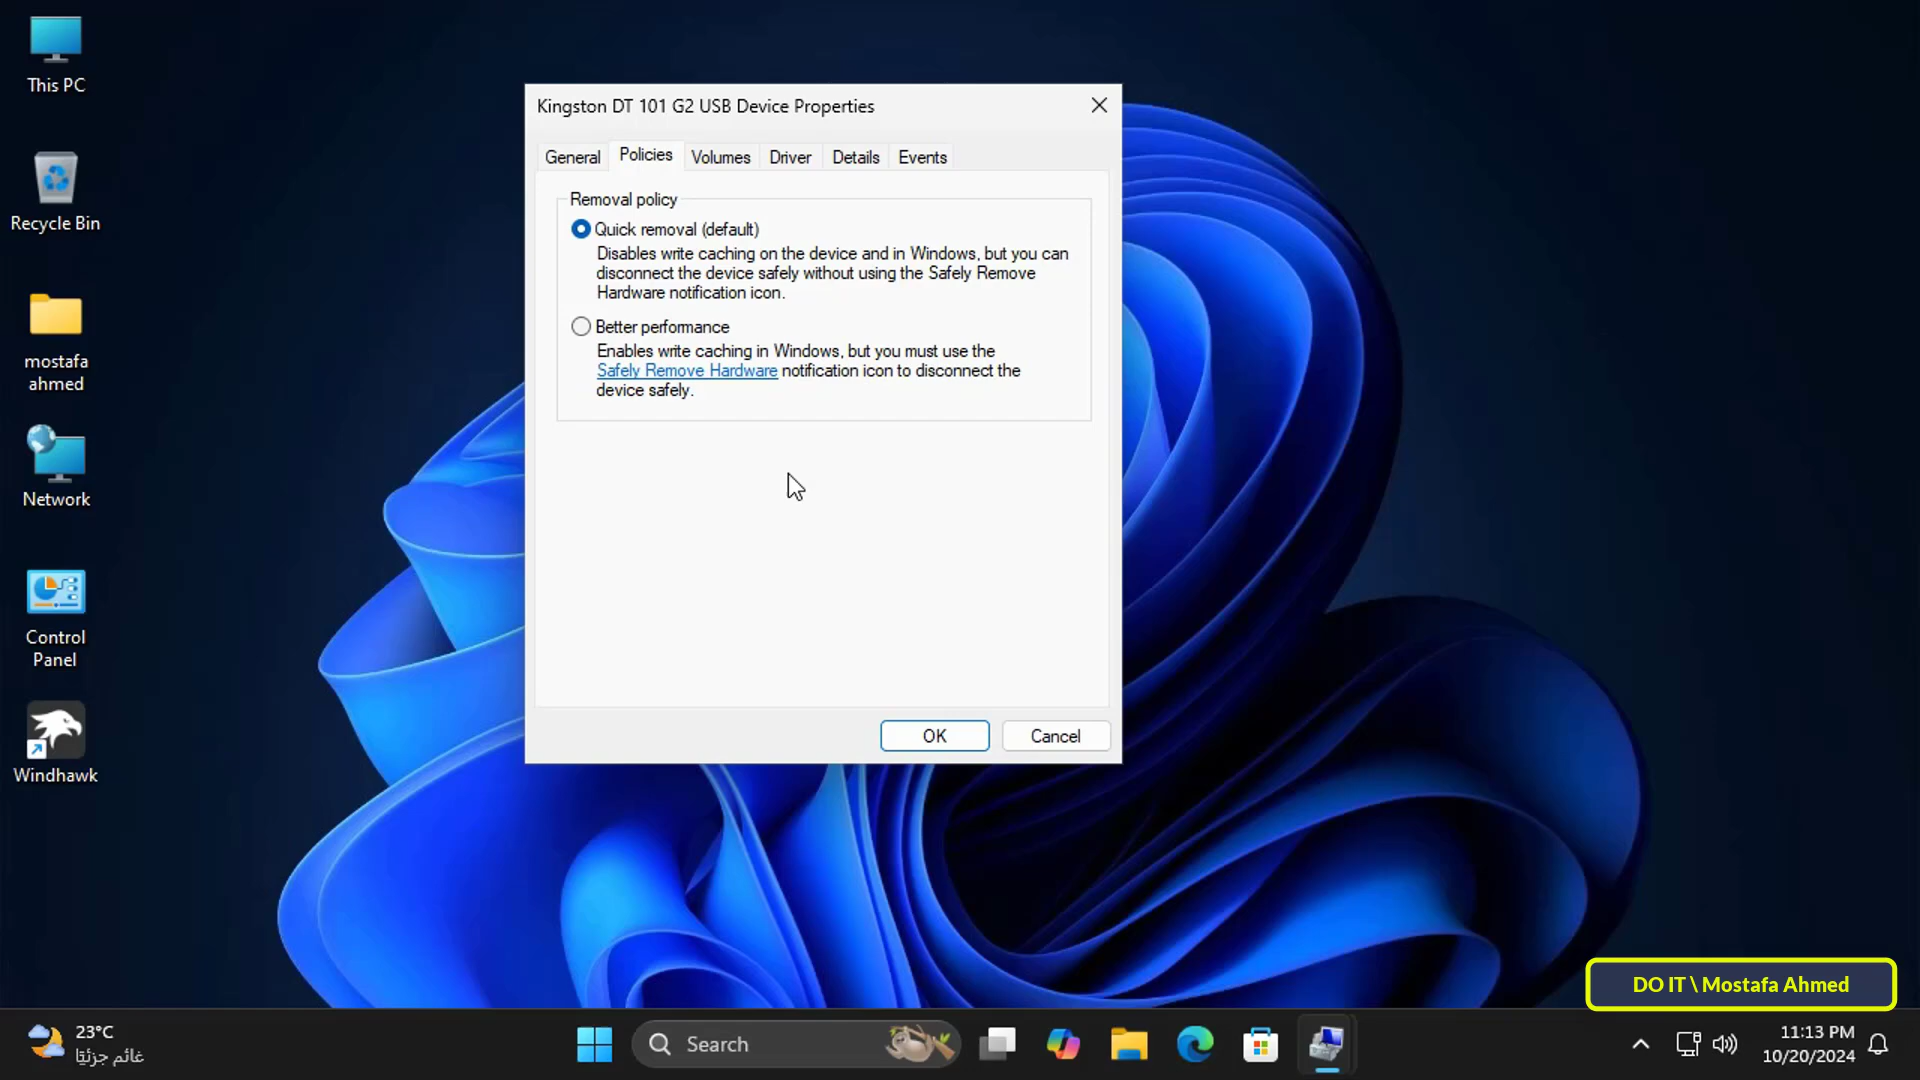 This PC
Recycle Bin
mostafa
ahmed
Network
Control
Panel
Windhawk
Kingston DT 101 G2 USB Device Properties
General
Policies
Volumes
Driver
Details
Events
Removal policy
Quick removal (default)
Disables write caching on the device and in Windows, but you can
disconnect the device safely without using the Safely Remove
Hardware notification icon.
Better performance
Enables write caching in Windows, but you must use the
Safely Remove Hardware notification icon to disconnect the
device safely.
OK
Cancel
DO IT \ Mostafa Ahmed
23°C
غائم جزئيًا
Search
11:13 PM
10/20/2024